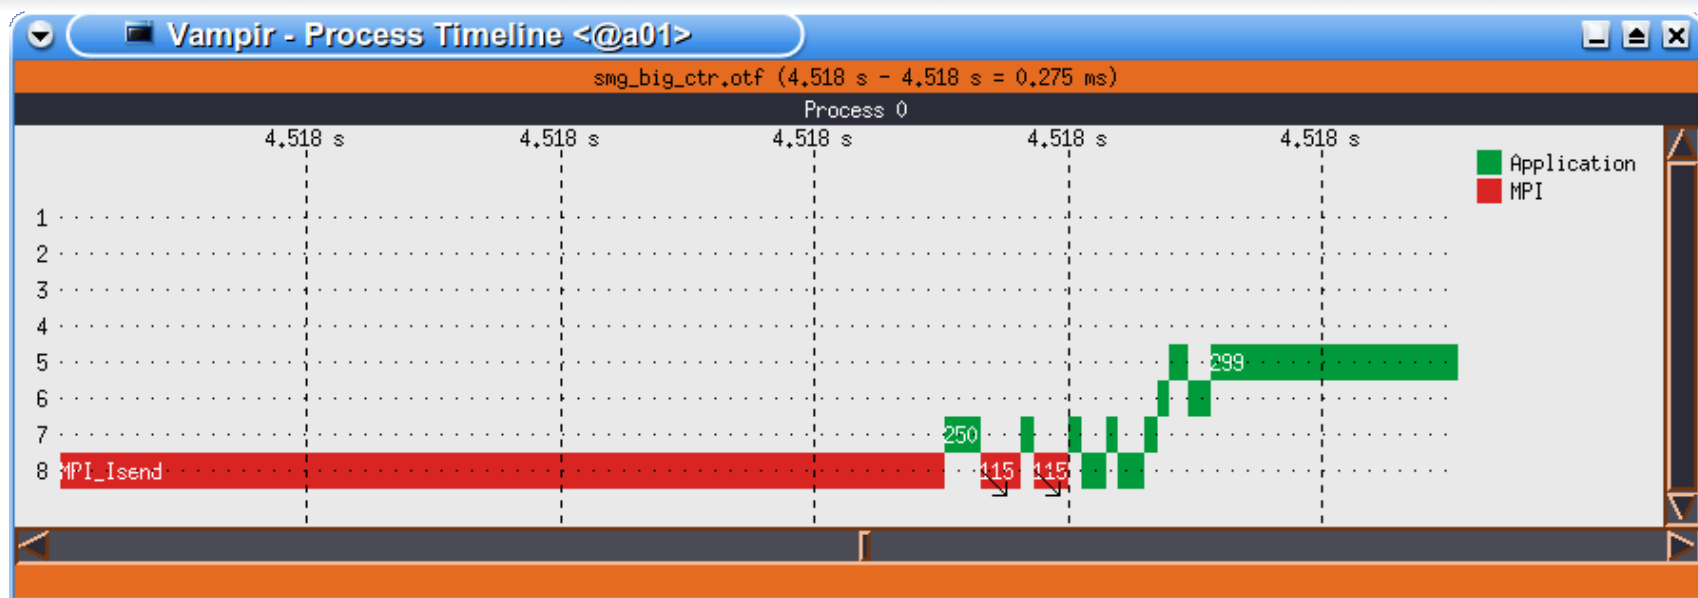 Vampir - Process Timeline <@a01>
smg_big_ctr.otf (4.518 s - 4.518 s = 0.275 ms)
Process 0
4.518 s 4.518 s 4.518 s 4.518 s 4.518 s
Application
MPI
1
2
3
4
5 299
6
7 250
8 MPI_Isend 115 115